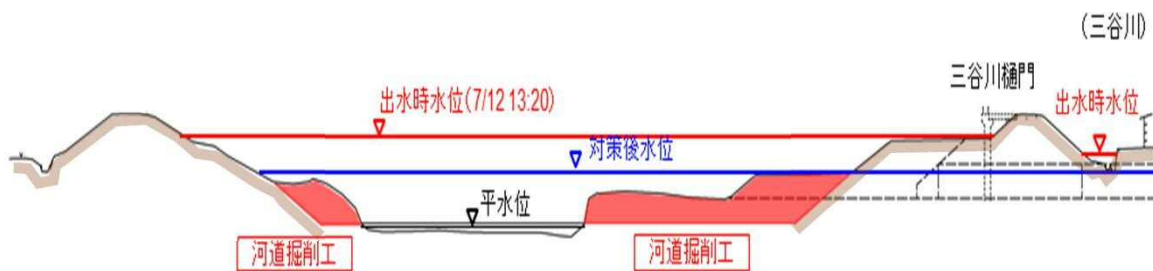 (三谷川)
三谷川樋門
出水時水位(7/12 13:20)
出水時水位
対策後水位
平水位
河道掘削工
河道掘削工